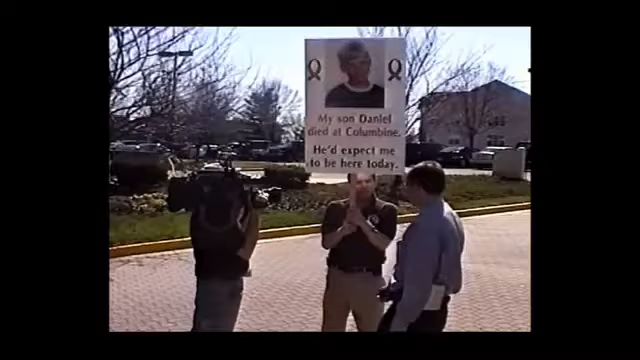 My son Daniel
died at Columbine.
He'd expect me
to be here today.